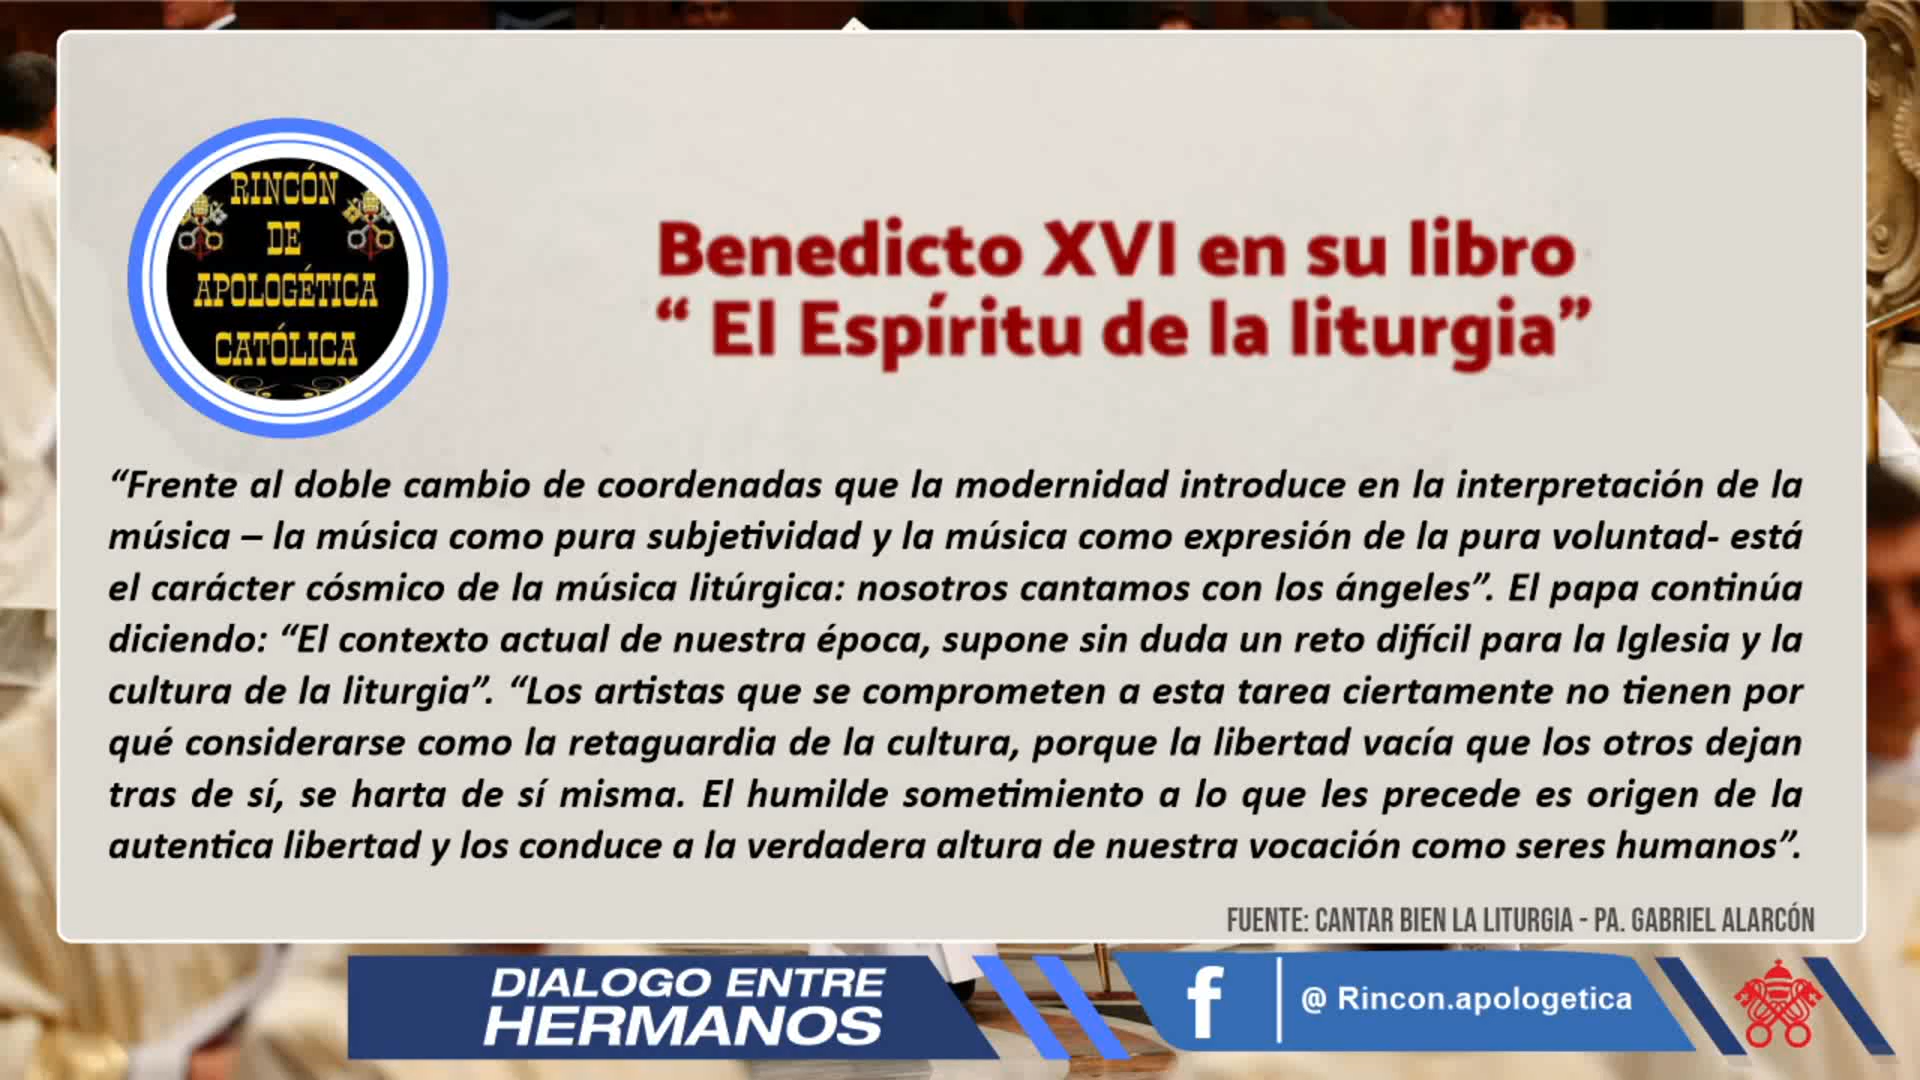 RINCÓN
DE
APOLOGÉTICA
CATÓLICA
Benedicto XVI en su libro
“ El Espíritu de la liturgia”
“Frente al doble cambio de coordenadas que la modernidad introduce en la interpretación de la
música – la música como pura subjetividad y la música como expresión de la pura voluntad- está
el carácter cósmico de la música litúrgica: nosotros cantamos con los ángeles”. El papa continúa
diciendo: “El contexto actual de nuestra época, supone sin duda un reto difícil para la Iglesia y la
cultura de la liturgia”. “Los artistas que se comprometen a esta tarea ciertamente no tienen por
qué considerarse como la retaguardia de la cultura, porque la libertad vacía que los otros dejan
tras de sí, se harta de sí misma. El humilde sometimiento a lo que les precede es origen de la
autentica libertad y los conduce a la verdadera altura de nuestra vocación como seres humanos”.
FUENTE: CANTAR BIEN LA LITURGIA - PA. GABRIEL ALARCÓN
DIALOGO ENTRE
HERMANOS
f
@ Rincon.apologetica